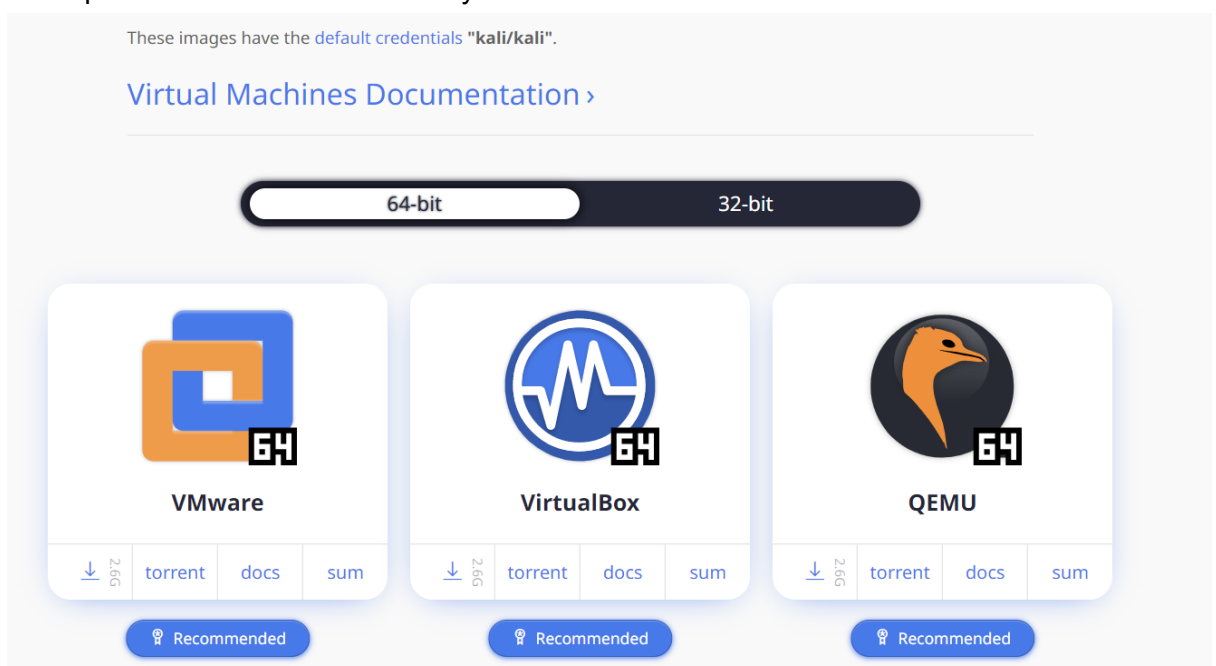 These images have the default credentials "kali/kali".
Virtual Machines Documentation ›
64-bit 32-bit
64 64 64
VMware VirtualBox QEMU
2.6G torrent docs sum 2.6G torrent docs sum 2.6G torrent docs sum
Recommended Recommended Recommended